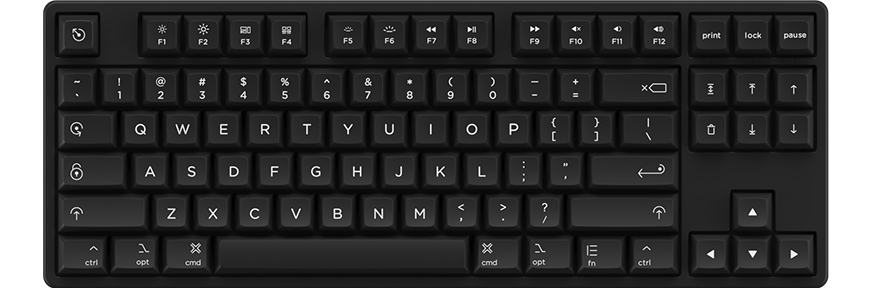 F1 F2 F3 F4 F5 F6 F7 F8 F9 F10 F11 F12 print lock pause
~ ! @ # $ % ^ & * ( ) — +
` 1 2 3 4 5 6 7 8 9 0 - =
Q W E R T Y U I O P { } |
[ ] \
A S D F G H J K L : "
; '
Z X C V B N M < > ?
, . /
ctrl opt cmd cmd opt fn ctrl